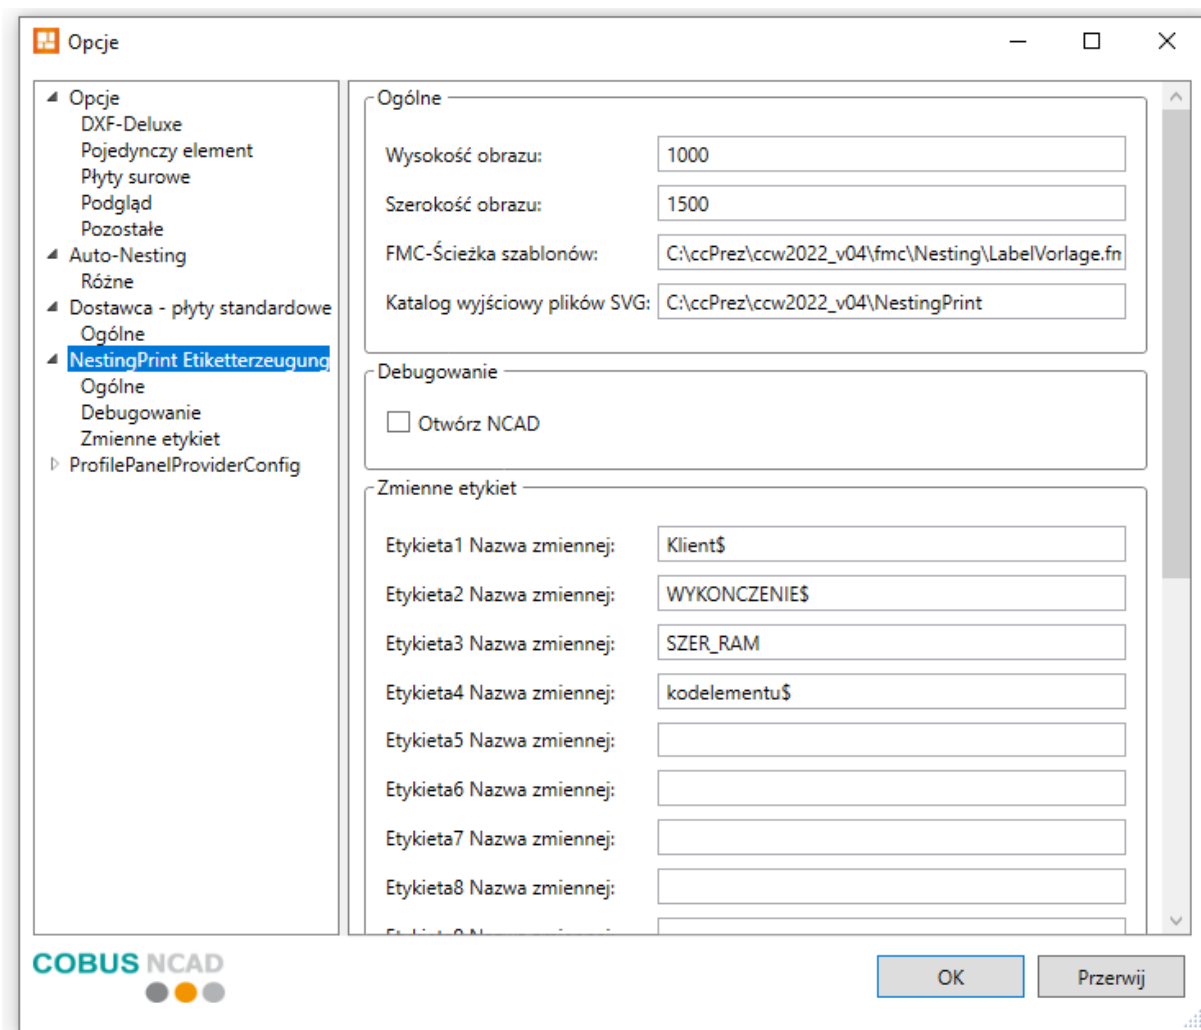 Opcje
Opcje
DXF-Deluxe
Pojedynczy element
Płyty surowe
Podgląd
Pozostałe
Auto-Nesting
Różne
Dostawca - płyty standardowe
Ogólne
NestingPrint Etiketterzeugung
Ogólne
Debugowanie
Zmienne etykiet
ProfilePanelProviderConfig
Ogólne
Wysokość obrazu: 1000
Szerokość obrazu: 1500
FMC-Ścieżka szablonów: C:\ccPrez\ccw2022_v04\fmc\Nesting\LabelVorlage.fm
Katalog wyjściowy plików SVG: C:\ccPrez\ccw2022_v04\NestingPrint
Debugowanie
Otwórz NCAD
Zmienne etykiet
Etykieta1 Nazwa zmiennej: Klient$
Etykieta2 Nazwa zmiennej: WYKONCZENIE$
Etykieta3 Nazwa zmiennej: SZER_RAM
Etykieta4 Nazwa zmiennej: kodelementu$
Etykieta5 Nazwa zmiennej:
Etykieta6 Nazwa zmiennej:
Etykieta7 Nazwa zmiennej:
Etykieta8 Nazwa zmiennej:
COBUS NCAD
OK
Przerwij